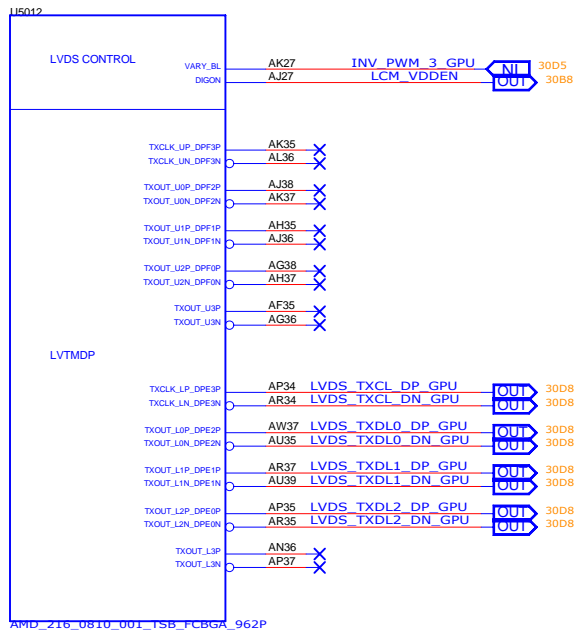 U5012
LVDS CONTROL
VARY_BL AK27 INV_PWM_3_GPU NI 30D5
DIGON AJ27 LCM_VDDEN OUT 30B8
TXCLK_UP_DPF3P AK35
TXCLK_UN_DPF3N AL36
TXOUT_U0P_DPF2P AJ38
TXOUT_U0N_DPF2N AK37
TXOUT_U1P_DPF1P AH35
TXOUT_U1N_DPF1N AJ36
TXOUT_U2P_DPF0P AG38
TXOUT_U2N_DPF0N AH37
TXOUT_U3P AF35
TXOUT_U3N AG36
LVTMDP
TXCLK_LP_DPE3P AP34 LVDS_TXCL_DP_GPU OUT 30D8
TXCLK_LN_DPE3N AR34 LVDS_TXCL_DN_GPU OUT 30D8
TXOUT_L0P_DPE2P AW37 LVDS_TXDL0_DP_GPU OUT 30D8
TXOUT_L0N_DPE2N AU35 LVDS_TXDL0_DN_GPU OUT 30D8
TXOUT_L1P_DPE1P AR37 LVDS_TXDL1_DP_GPU OUT 30D8
TXOUT_L1N_DPE1N AU39 LVDS_TXDL1_DN_GPU OUT 30D8
TXOUT_L2P_DPE0P AP35 LVDS_TXDL2_DP_GPU OUT 30D8
TXOUT_L2N_DPE0N AR35 LVDS_TXDL2_DN_GPU OUT 30D8
TXOUT_L3P AN36
TXOUT_L3N AP37
AMD_216_0810_001_TSB_FCBGA_962P